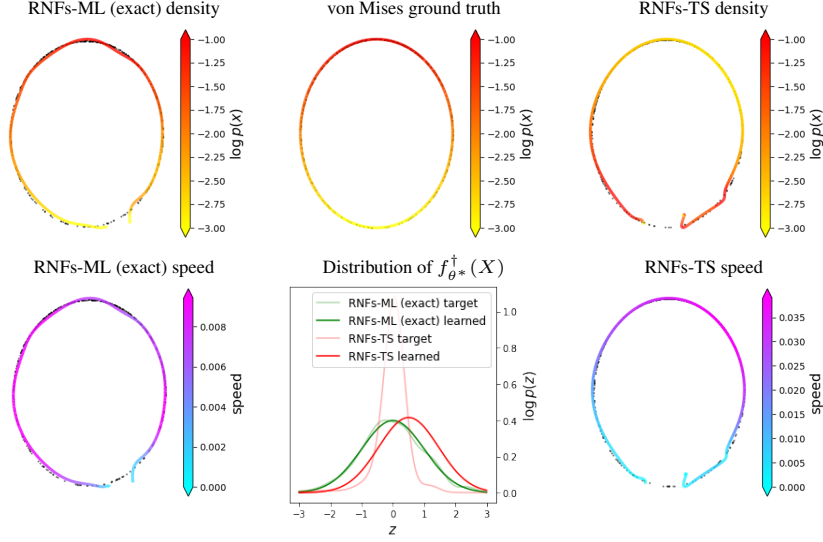 RNFs-ML (exact) density
von Mises ground truth
RNFs-TS density
−1.00
−1.25
−1.50
−1.75
−2.00
−2.25
−2.50
−2.75
−3.00
log p(x)
−1.00
−1.25
−1.50
−1.75
−2.00
−2.25
−2.50
−2.75
−3.00
log p(x)
−1.00
−1.25
−1.50
−1.75
−2.00
−2.25
−2.50
−2.75
−3.00
log p(x)
RNFs-ML (exact) speed
Distribution of f†θ*(X)
RNFs-TS speed
0.008
0.006
0.004
0.002
0.000
speed
RNFs-ML (exact) target
RNFs-ML (exact) learned
RNFs-TS target
RNFs-TS learned
1.0
0.8
0.6
0.4
0.2
0.0
log p(z)
−3 −2 −1 0 1 2 3
z
0.035
0.030
0.025
0.020
0.015
0.010
0.005
0.000
speed